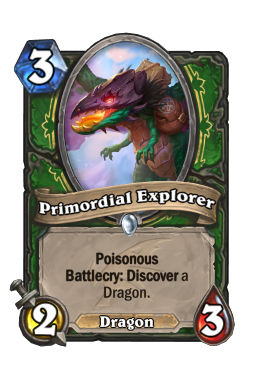 3
Primordial Explorer
Poisonous
Battlecry: Discover a
Dragon.
2
Dragon
3